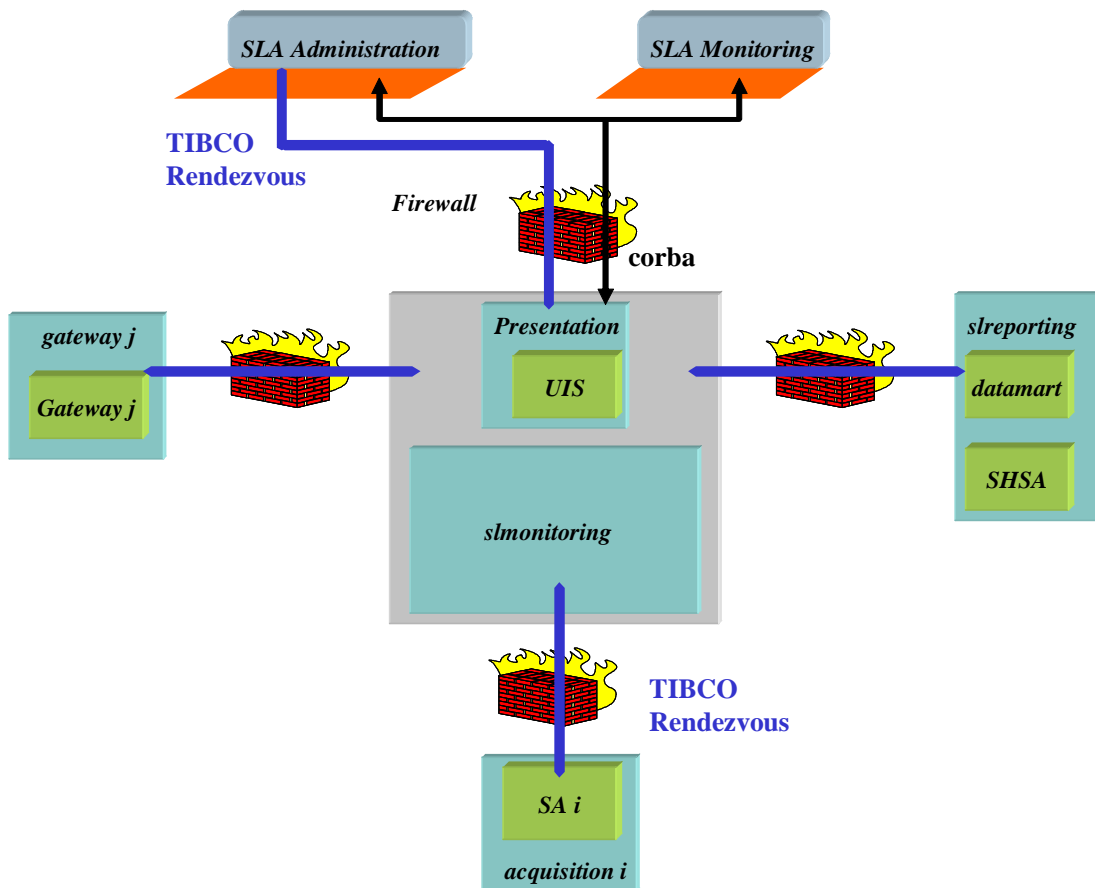 SLA Administration
SLA Monitoring
TIBCO
Rendezvous
Firewall
corba
gateway j
Gateway j
Presentation
UIS
slreporting
datamart
SHSA
slmonitoring
TIBCO
Rendezvous
SA i
acquisition i